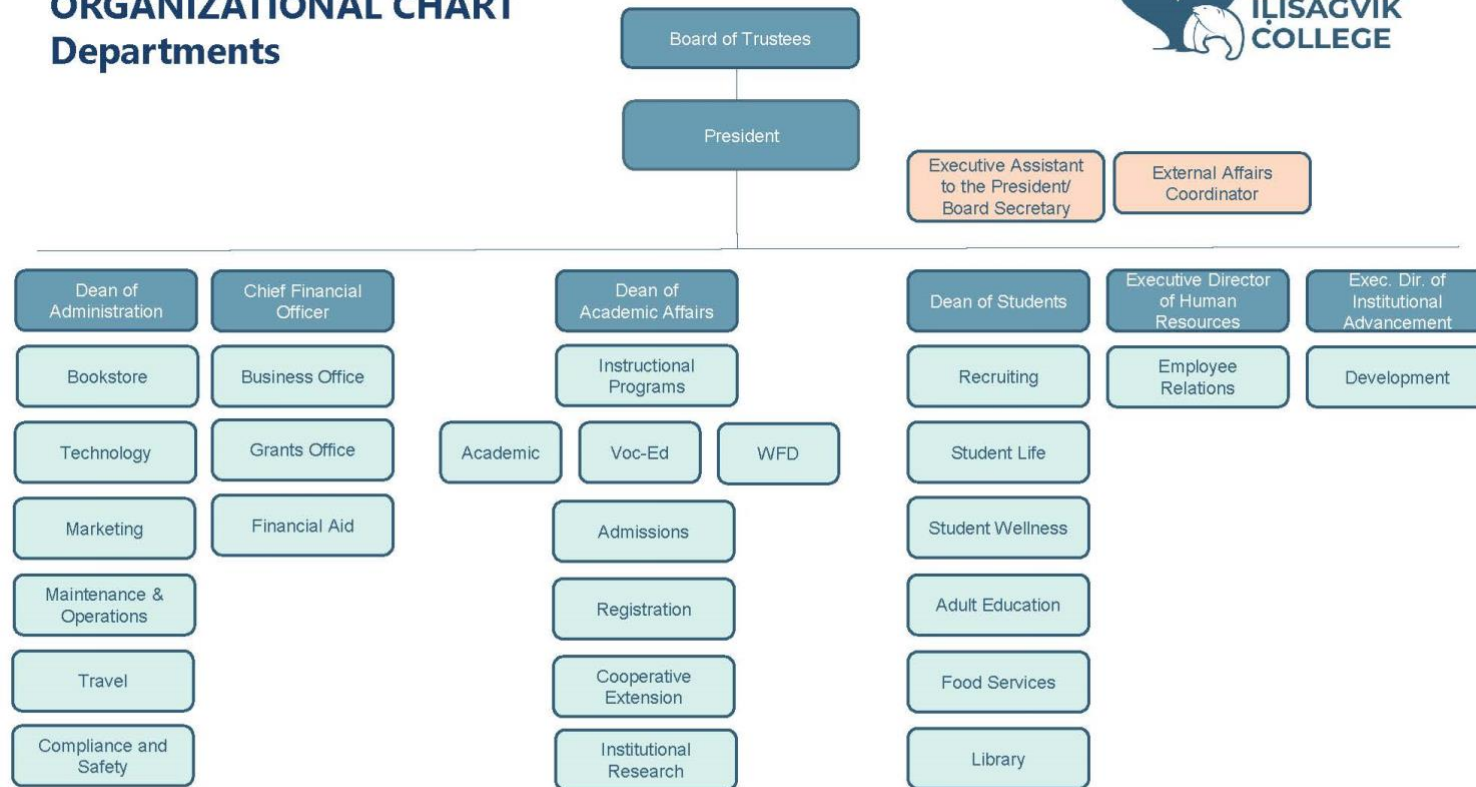 ORGANIZATIONAL CHART
Departments
IḶISAĠVIK
COLLEGE
Board of Trustees
President
Executive Assistant
to the President/
Board Secretary
External Affairs
Coordinator
Dean of
Administration
Chief Financial
Officer
Dean of
Academic Affairs
Dean of Students
Executive Director
of Human
Resources
Exec. Dir. of
Institutional
Advancement
Bookstore
Business Office
Instructional
Programs
Recruiting
Employee
Relations
Development
Technology
Grants Office
Academic
Voc-Ed
WFD
Student Life
Marketing
Financial Aid
Admissions
Student Wellness
Maintenance &
Operations
Registration
Adult Education
Travel
Cooperative
Extension
Food Services
Compliance and
Safety
Institutional
Research
Library